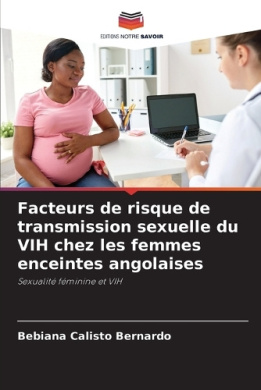 EDITIONS NOTRE SAVOIR
Facteurs de risque de
transmission sexuelle du
VIH chez les femmes
enceintes angolaises
Sexualité féminine et VIH
Bebiana Calisto Bernardo